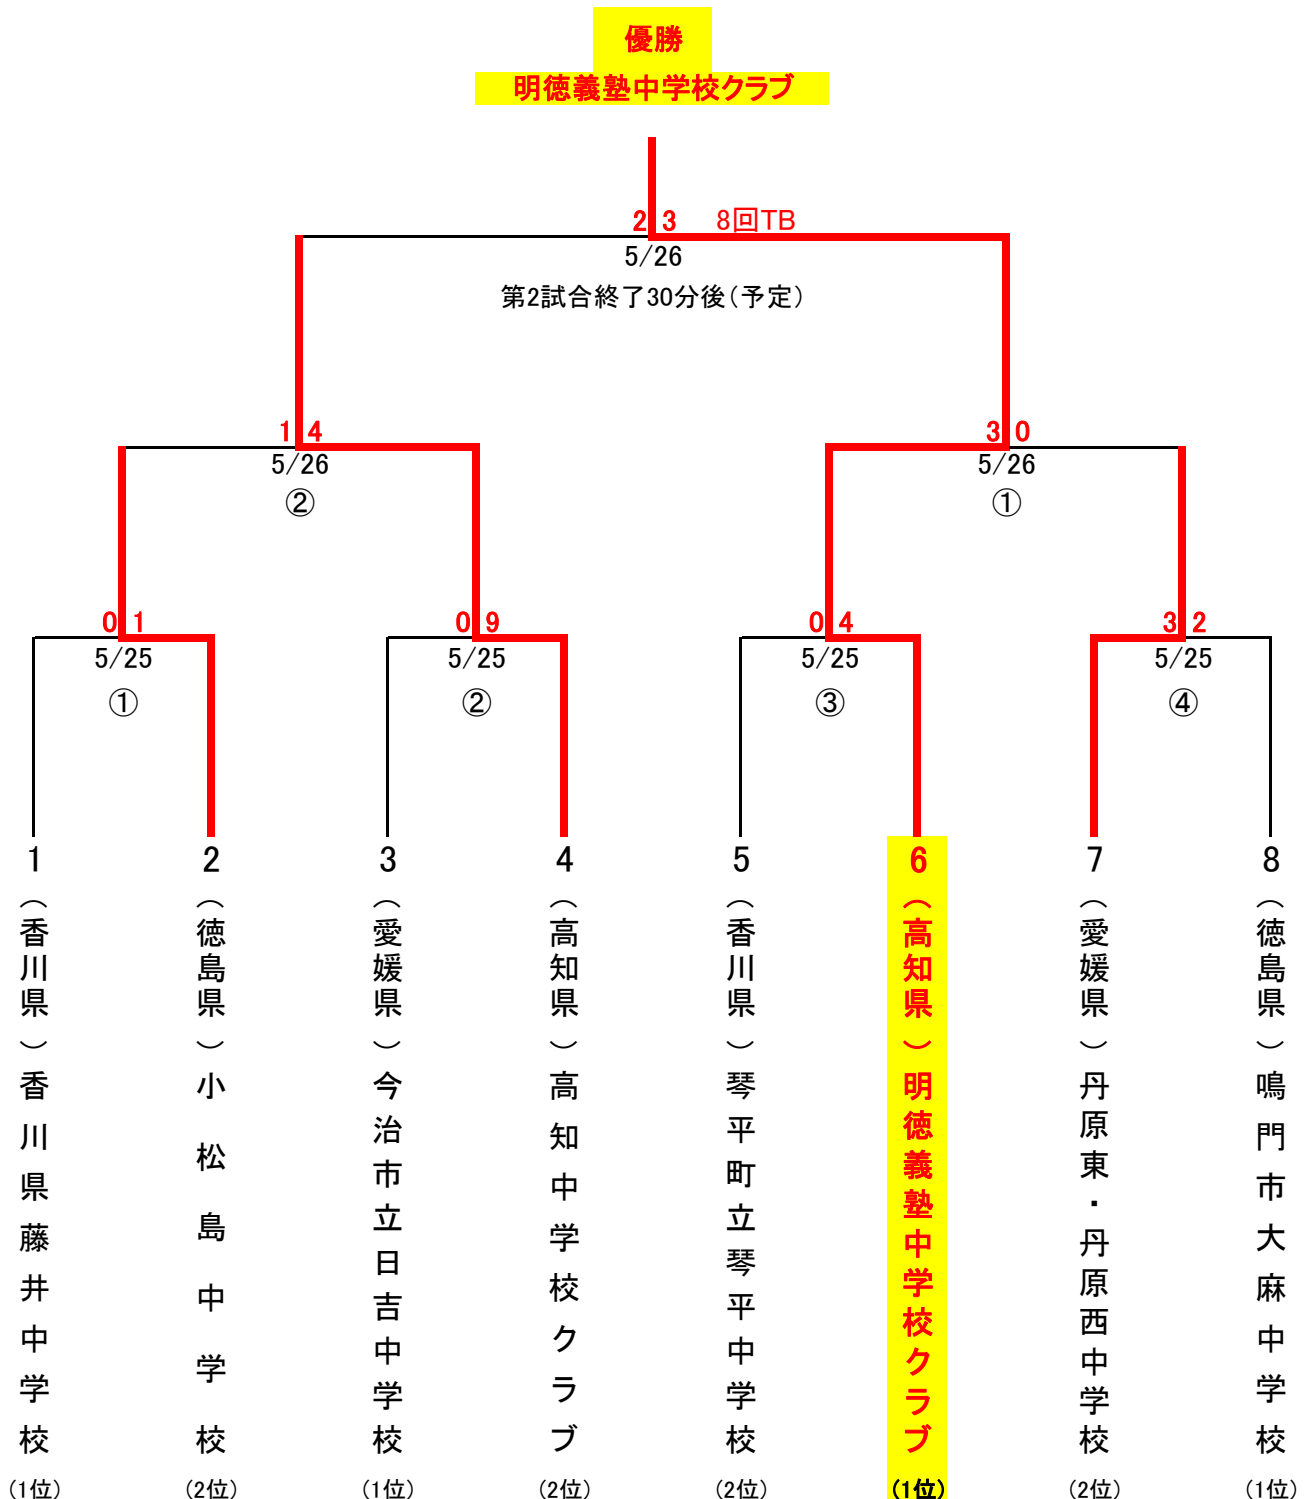 優勝
明徳義塾中学校クラブ
2 3 8回TB
5/26
第2試合終了30分後(予定)
1 4
5/26
②
3 0
5/26
①
0 1
5/25
①
0 9
5/25
②
0 4
5/25
③
3 2
5/25
④
1
(香川県)香川県藤井中学校
(1位)
2
(徳島県)小松島中学校
(2位)
3
(愛媛県)今治市立日吉中学校
(1位)
4
(高知県)高知中学校クラブ
(2位)
5
(香川県)琴平町立琴平中学校
(2位)
6
(高知県)明徳義塾中学校クラブ
(1位)
7
(愛媛県)丹原東・丹原西中学校
(2位)
8
(徳島県)鳴門市大麻中学校
(1位)